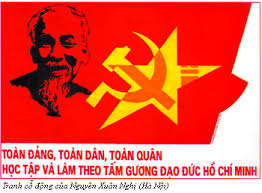 TOÀN ĐẢNG, TOÀN DÂN, TOÀN QUÂN
HỌC TẬP VÀ LÀM THEO TẤM GƯƠNG ĐẠO ĐỨC HỒ CHÍ MINH
Tranh cổ động của Nguyễn Xuân Nghị (Hà Nội)